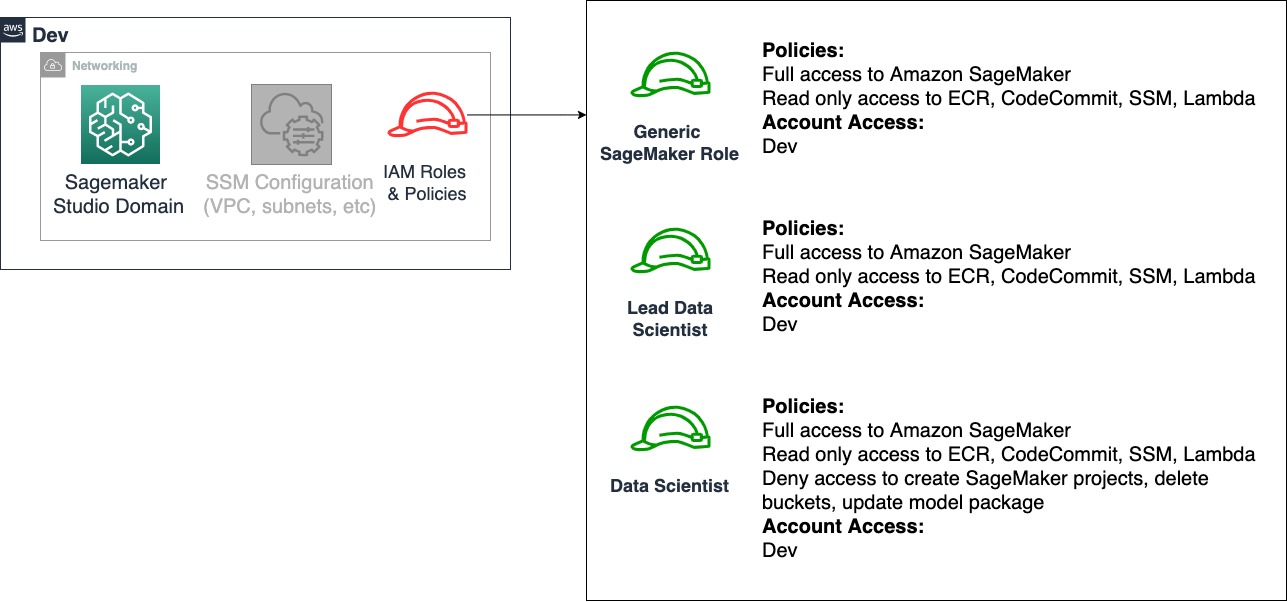 aws
Dev
Networking
Sagemaker
Studio Domain
SSM Configuration
(VPC, subnets, etc)
IAM Roles
& Policies
Generic
SageMaker Role
Policies:
Full access to Amazon SageMaker
Read only access to ECR, CodeCommit, SSM, Lambda
Account Access:
Dev
Lead Data
Scientist
Policies:
Full access to Amazon SageMaker
Read only access to ECR, CodeCommit, SSM, Lambda
Account Access:
Dev
Data Scientist
Policies:
Full access to Amazon SageMaker
Read only access to ECR, CodeCommit, SSM, Lambda
Deny access to create SageMaker projects, delete
buckets, update model package
Account Access:
Dev